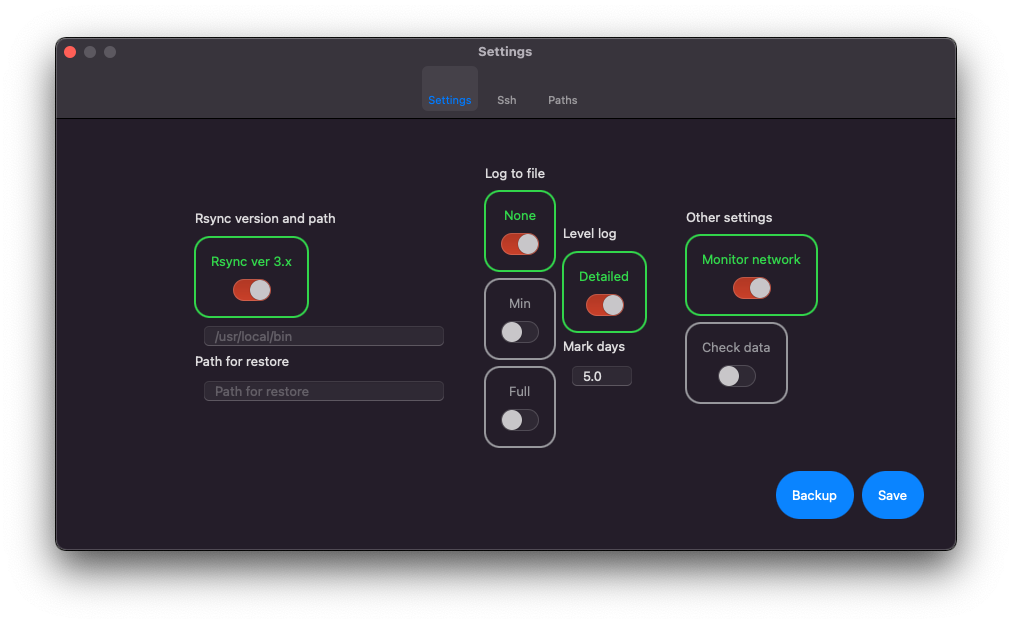 Settings
Settings
Ssh
Paths
Rsync version and path
Rsync ver 3.x
/usr/local/bin
Path for restore
Path for restore
Log to file
None
Min
Full
Level log
Detailed
Mark days
5.0
Other settings
Monitor network
Check data
Backup
Save